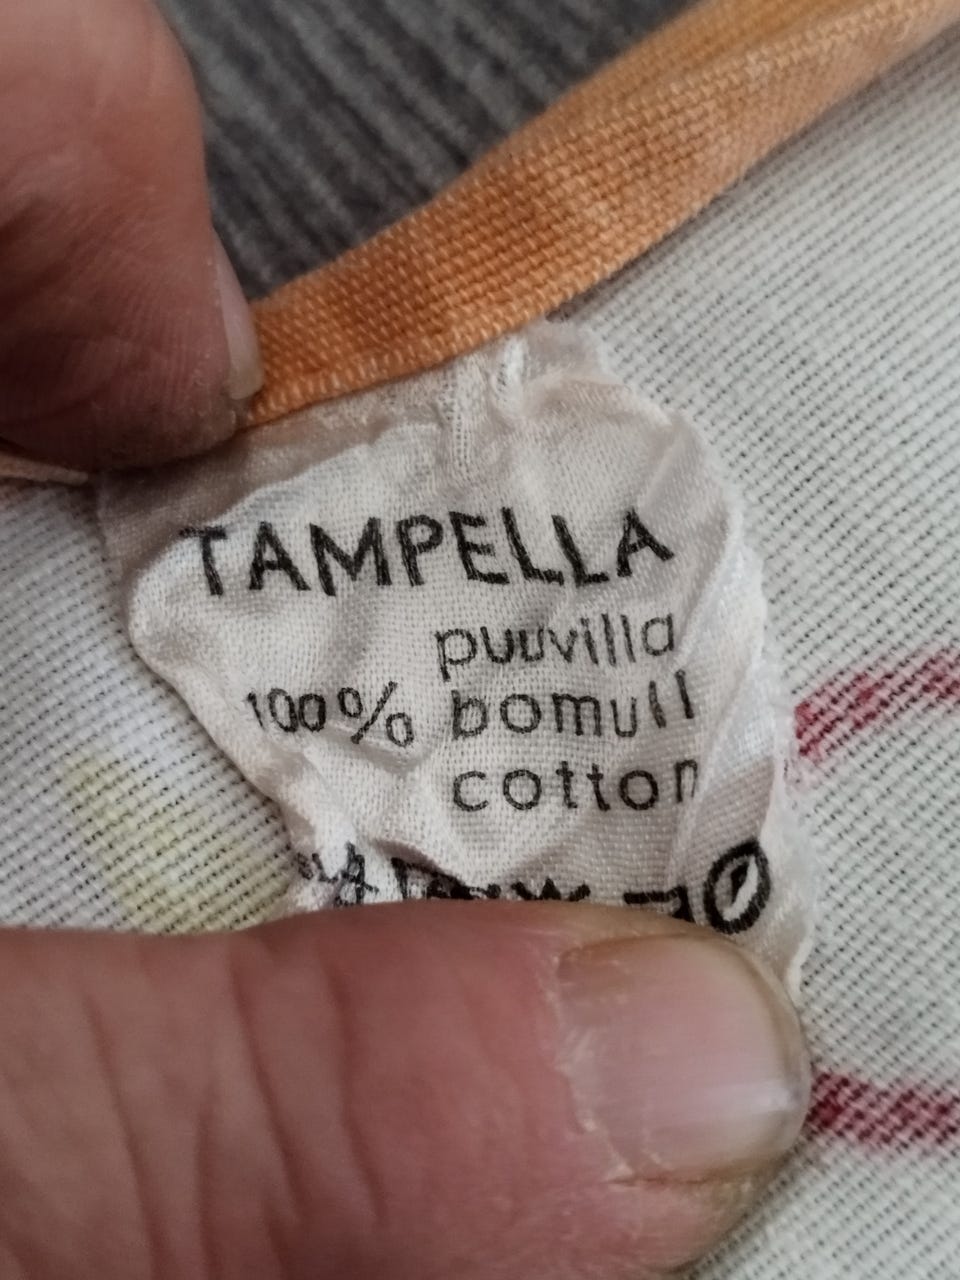 TAMPELLA
puuvilla
100% bomull
cotton
P